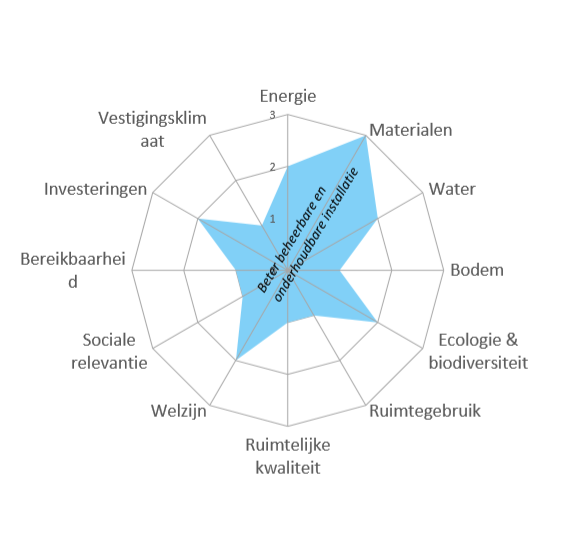 Energie
3
Materialen
Vestigingsklim
aat
2
Water
Investeringen
1
Beter beheerbare en
onderhoudbare installatie
Bereikbaarhei
d
0
Bodem
Sociale
relevantie
Ecologie &
biodiversiteit
Welzijn
Ruimtegebruik
Ruimtelijke
kwaliteit